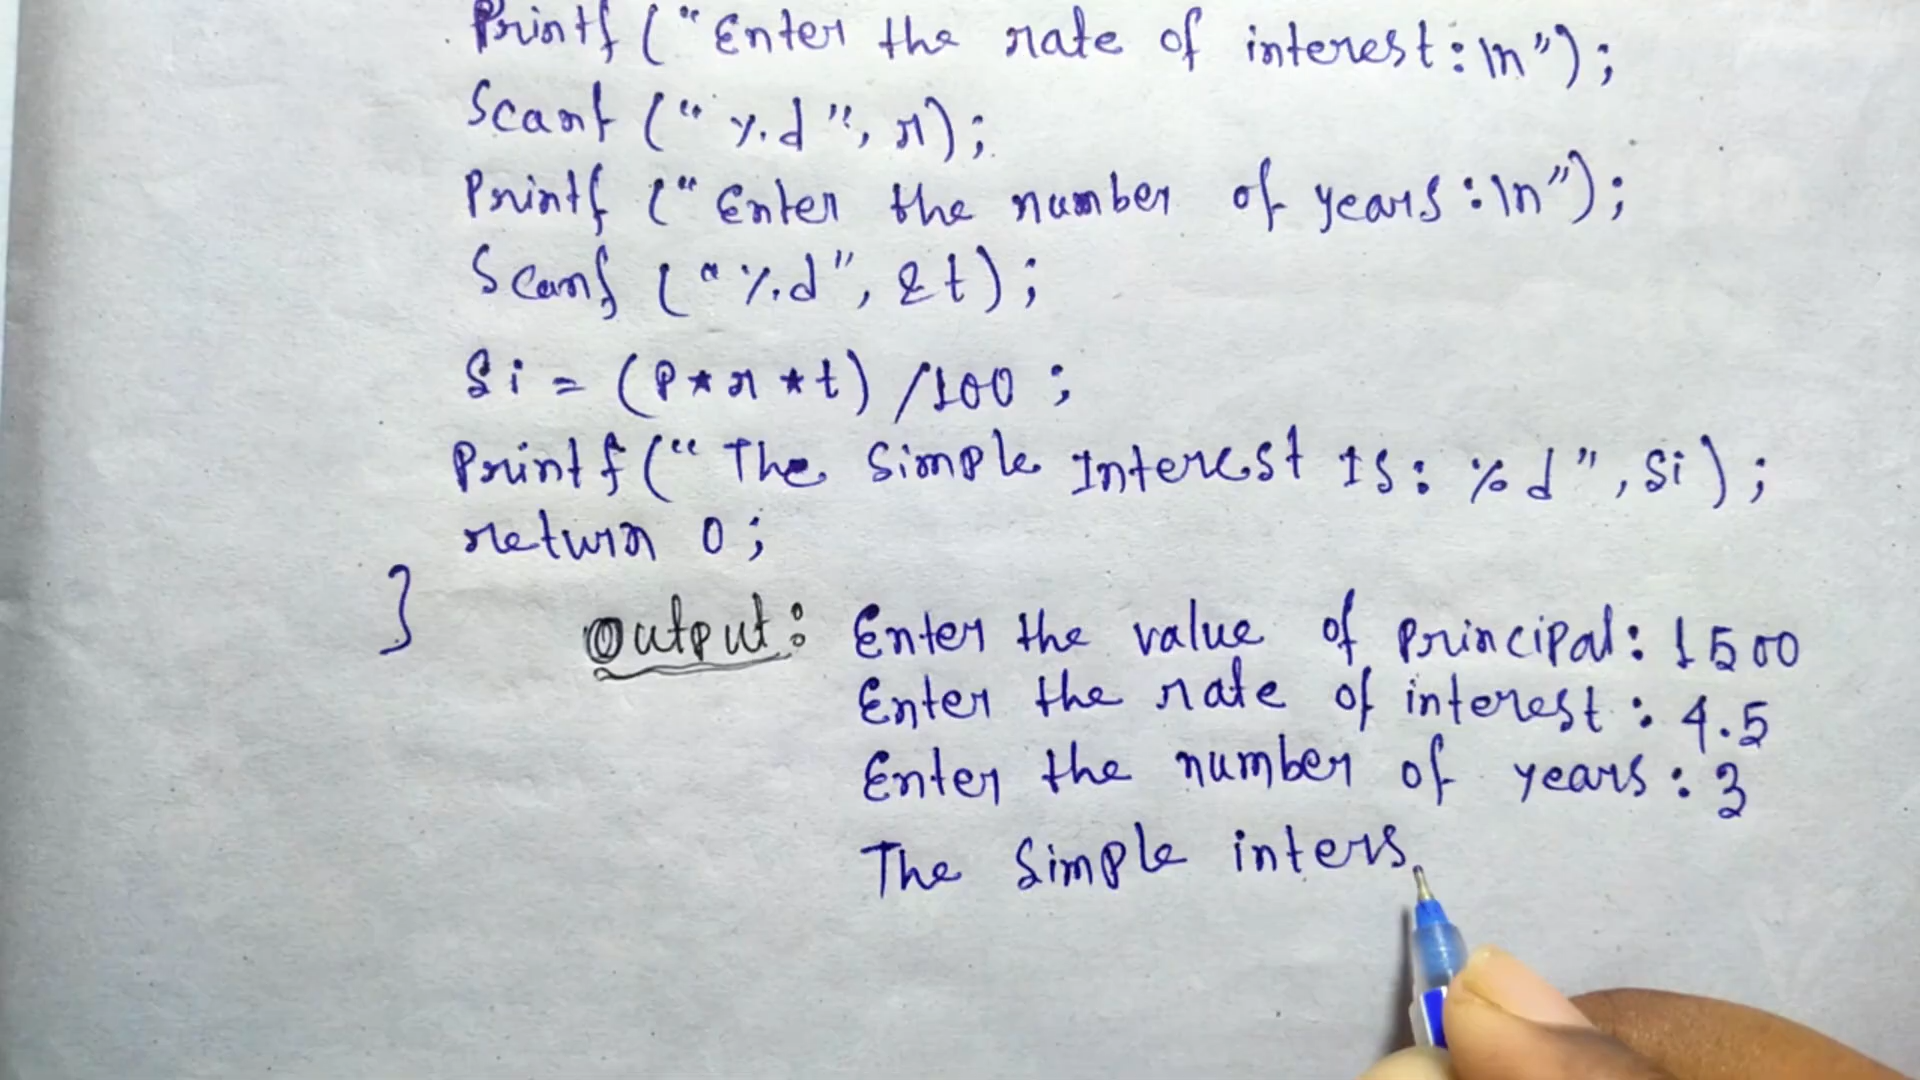 Printf ("Enter the rate of interest:\n");
Scanf ("%d", r);
Printf ("Enter the number of years:\n");
Scanf ("%d", &t);
Si = (P*r*t)/100;
Printf("The Simple Interest Is: %d", Si);
return 0;
}
Output: Enter the value of Principal: 1500
Enter the rate of interest: 4.5
Enter the number of years: 3
The Simple inters